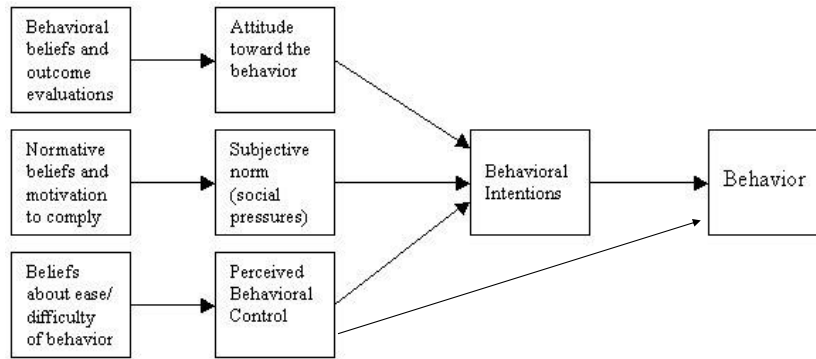 Behavioral
beliefs and
outcome
evaluations
Attitude
toward the
behavior
Normative
beliefs and
motivation
to comply
Subjective
norm
(social
pressures)
Behavioral
Intentions
Behavior
Beliefs
about ease/
difficulty
of behavior
Perceived
Behavioral
Control